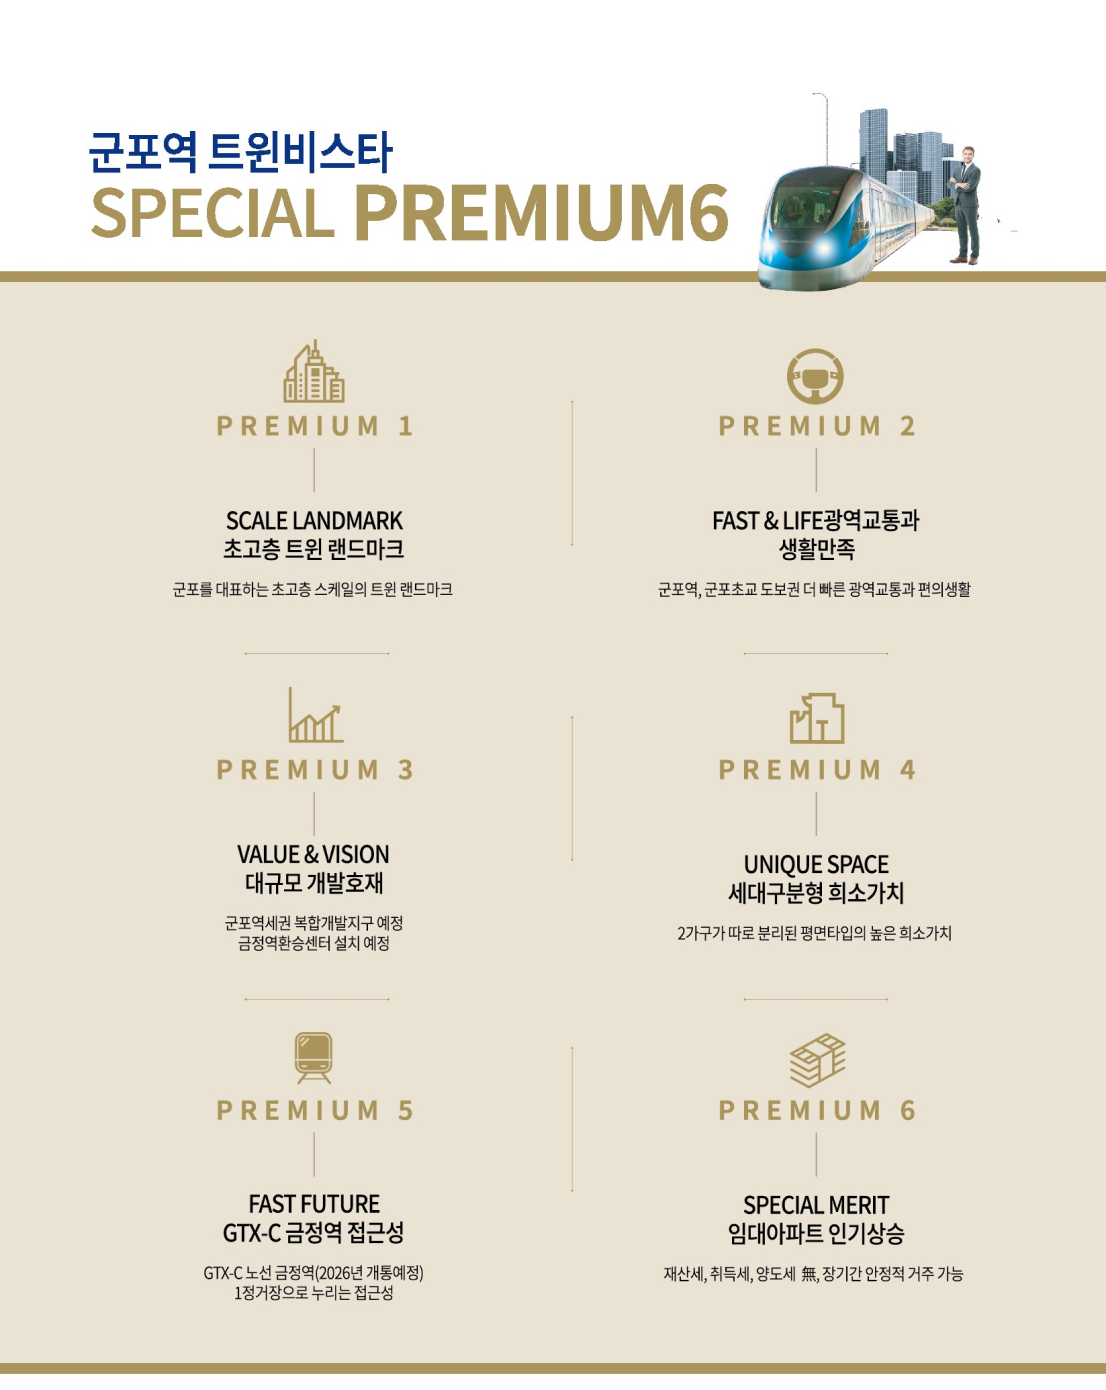 군포역 트윈비스타
SPECIAL PREMIUM6
PREMIUM 1
SCALE LANDMARK
초고층 트윈 랜드마크
군포를 대표하는 초고층 스케일의 트윈 랜드마크
PREMIUM 2
FAST & LIFE광역교통과
생활만족
군포역, 군포초교 도보권 더 빠른 광역교통과 편의생활
PREMIUM 3
VALUE & VISION
대규모 개발호재
군포역세권 복합개발지구 예정
금정역환승센터 설치 예정
PREMIUM 4
UNIQUE SPACE
세대구분형 희소가치
2가구가 따로 분리된 평면타입의 높은 희소가치
PREMIUM 5
FAST FUTURE
GTX-C 금정역 접근성
GTX-C 노선 금정역(2026년 개통예정)
1정거장으로 누리는 접근성
PREMIUM 6
SPECIAL MERIT
임대아파트 인기상승
재산세, 취득세, 양도세 無, 장기간 안정적 거주 가능